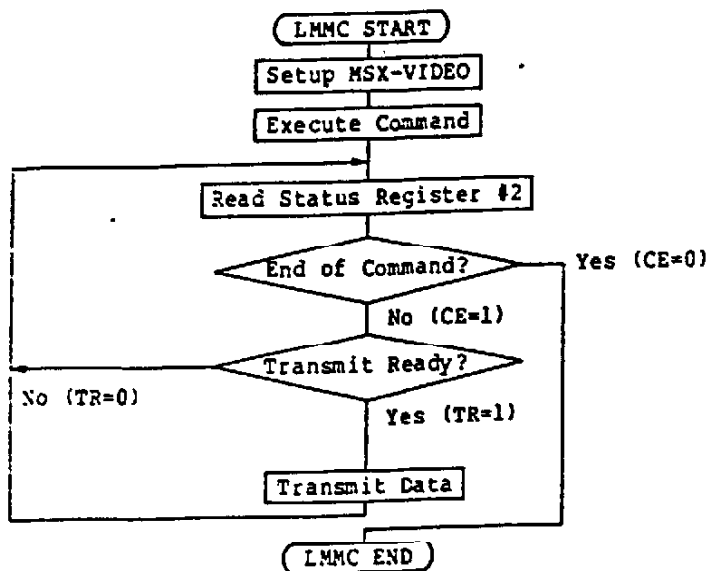 LMMC START
Setup MSX-VIDEO
Execute Command
Read Status Register #2
End of Command?
Yes (CE=0)
No (CE=1)
Transmit Ready?
No (TR=0)
Yes (TR=1)
Transmit Data
LMMC END